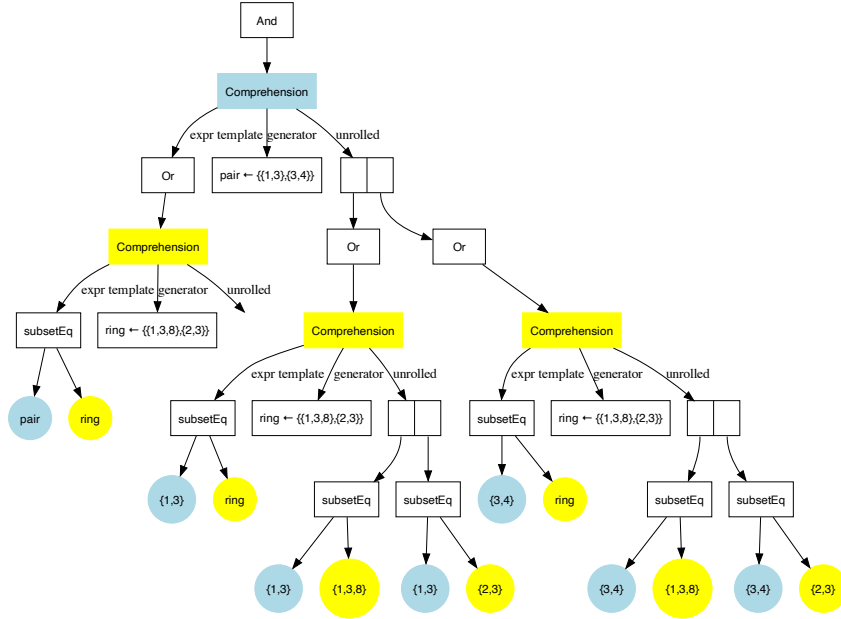 And
Comprehension
expr template generator unrolled
Or
pair ← {{1,3},{3,4}}
Comprehension
Or
Or
expr template generator unrolled
subsetEq
ring ← {{1,3,8},{2,3}}
Comprehension
Comprehension
expr template generator unrolled
expr template generator unrolled
pair
ring
subsetEq
ring ← {{1,3,8},{2,3}}
subsetEq
ring ← {{1,3,8},{2,3}}
{1,3}
ring
subsetEq
subsetEq
{3,4}
ring
subsetEq
subsetEq
{1,3}
{1,3,8}
{1,3}
{2,3}
{3,4}
{1,3,8}
{3,4}
{2,3}